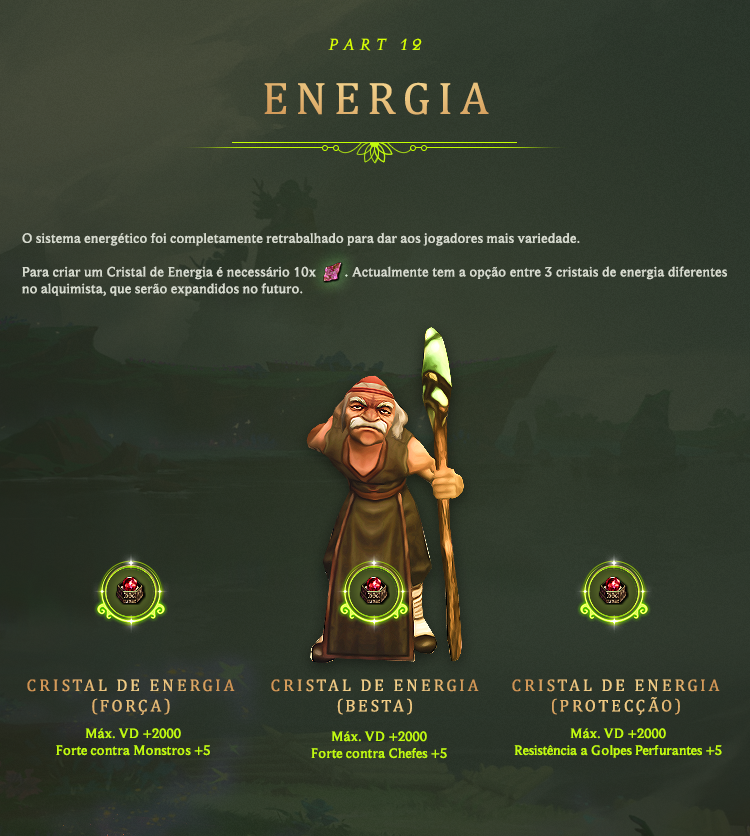 PART 12
ENERGIA
O sistema energético foi completamente retrabalhado para dar aos jogadores mais variedade.
Para criar um Cristal de Energia é necessário 10x . Actualmente tem a opção entre 3 cristais de energia diferentes
no alquimista, que serão expandidos no futuro.
CRISTAL DE ENERGIA
(FORÇA)
Máx. VD +2000
Forte contra Monstros +5
CRISTAL DE ENERGIA
(BESTA)
Máx. VD +2000
Forte contra Chefes +5
CRISTAL DE ENERGIA
(PROTECÇÃO)
Máx. VD +2000
Resistência a Golpes Perfurantes +5